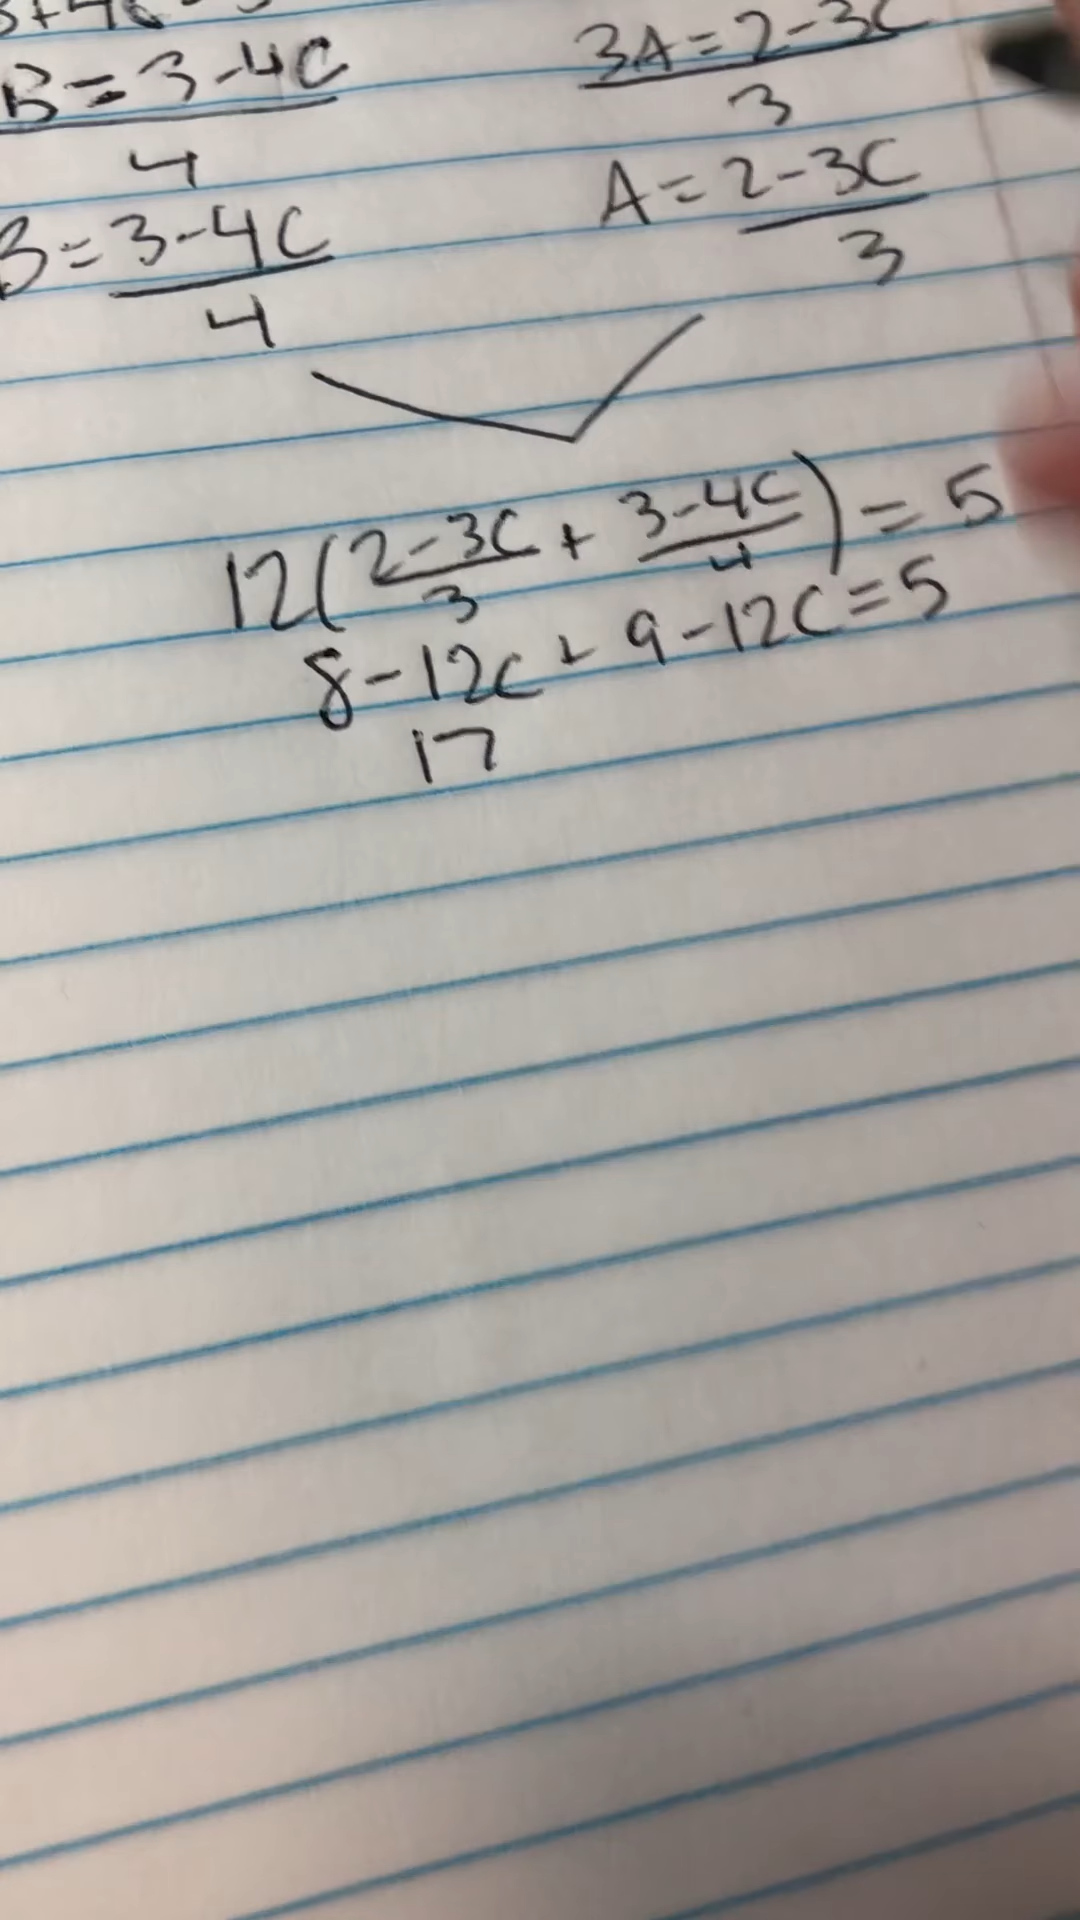 B = 3-4C
4
3A = 2-3C
3
B = 3-4C
4
A = 2-3C
3
12(2-3C/3 + 3-4C/4) = 5
8-12C + 9-12C = 5
17